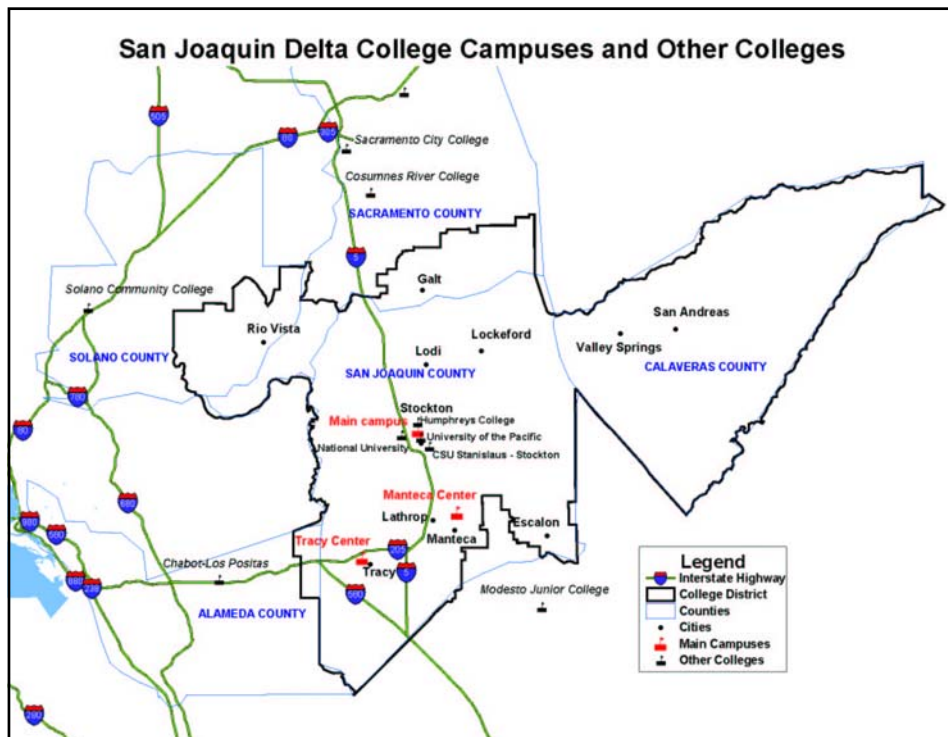 San Joaquin Delta College Campuses and Other Colleges
505
80
305
Sacramento City College
Cosumnes River College
SACRAMENTO COUNTY
5
Galt
Solano Community College
San Andreas
Rio Vista
Lockeford
Valley Springs
SOLANO COUNTY
Lodi
SAN JOAQUIN COUNTY
CALAVERAS COUNTY
780
Stockton
Humphreys College
Main campus
80
University of the Pacific
National University
CSU Stanislaus - Stockton
680
Manteca Center
980
Lathrop
Escalon
580
Manteca
Tracy Center
205
Chabot-Los Positas
Tracy
5
880
238
580
Modesto Junior College
ALAMEDA COUNTY
280
Legend
Interstate Highway
College District
Counties
Cities
Main Campuses
Other Colleges